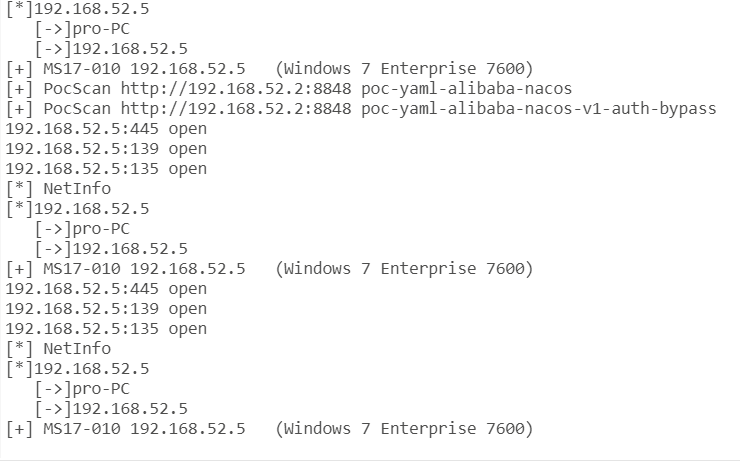 [*]192.168.52.5
[->]pro-PC
[->]192.168.52.5
[+] MS17-010 192.168.52.5 (Windows 7 Enterprise 7600)
[+] PocScan http://192.168.52.2:8848 poc-yaml-alibaba-nacos
[+] PocScan http://192.168.52.2:8848 poc-yaml-alibaba-nacos-v1-auth-bypass
192.168.52.5:445 open
192.168.52.5:139 open
192.168.52.5:135 open
[*] NetInfo
[*]192.168.52.5
[->]pro-PC
[->]192.168.52.5
[+] MS17-010 192.168.52.5 (Windows 7 Enterprise 7600)
192.168.52.5:445 open
192.168.52.5:139 open
192.168.52.5:135 open
[*] NetInfo
[*]192.168.52.5
[->]pro-PC
[->]192.168.52.5
[+] MS17-010 192.168.52.5 (Windows 7 Enterprise 7600)